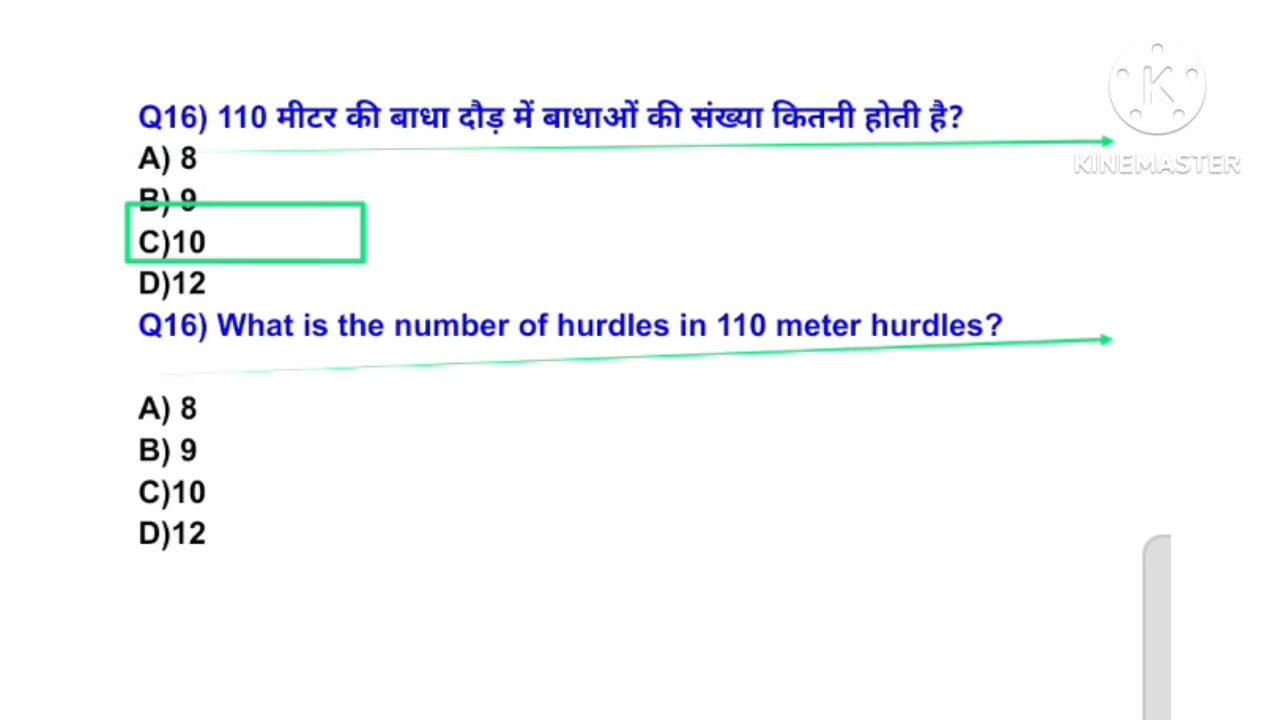 Q16) 110 मीटर की बाधा दौड़ में बाधाओं की संख्या कितनी होती है?
A) 8
B) 9
C)10
D)12
Q16) What is the number of hurdles in 110 meter hurdles?
A) 8
B) 9
C)10
D)12
K
KINEMASTER